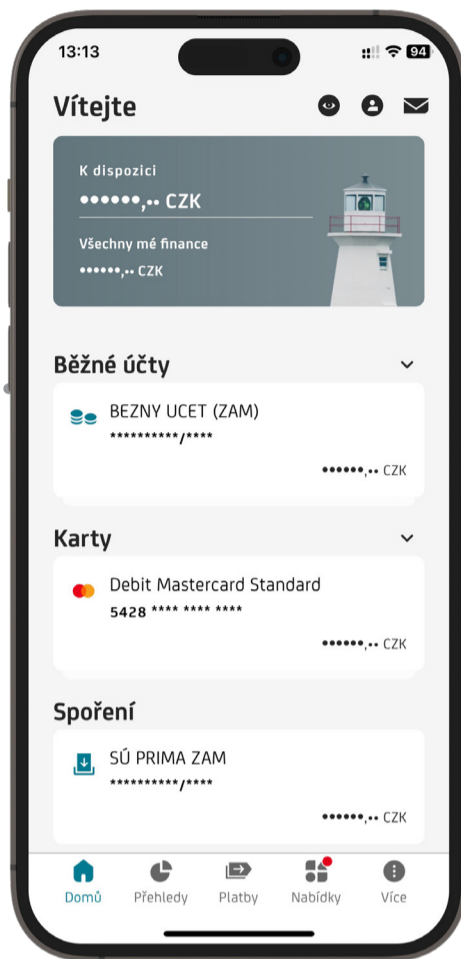 13:13
94
Vítejte
K dispozici
••••••,•• CZK
Všechny mé finance
••••••,•• CZK
Běžné účty
BEZNY UCET (ZAM)
**********/****
••••••,•• CZK
Karty
Debit Mastercard Standard
5428 **** **** ****
••••••,•• CZK
Spoření
SÚ PRIMA ZAM
**********/****
••••••,•• CZK
Domů Přehledy Platby Nabídky Více